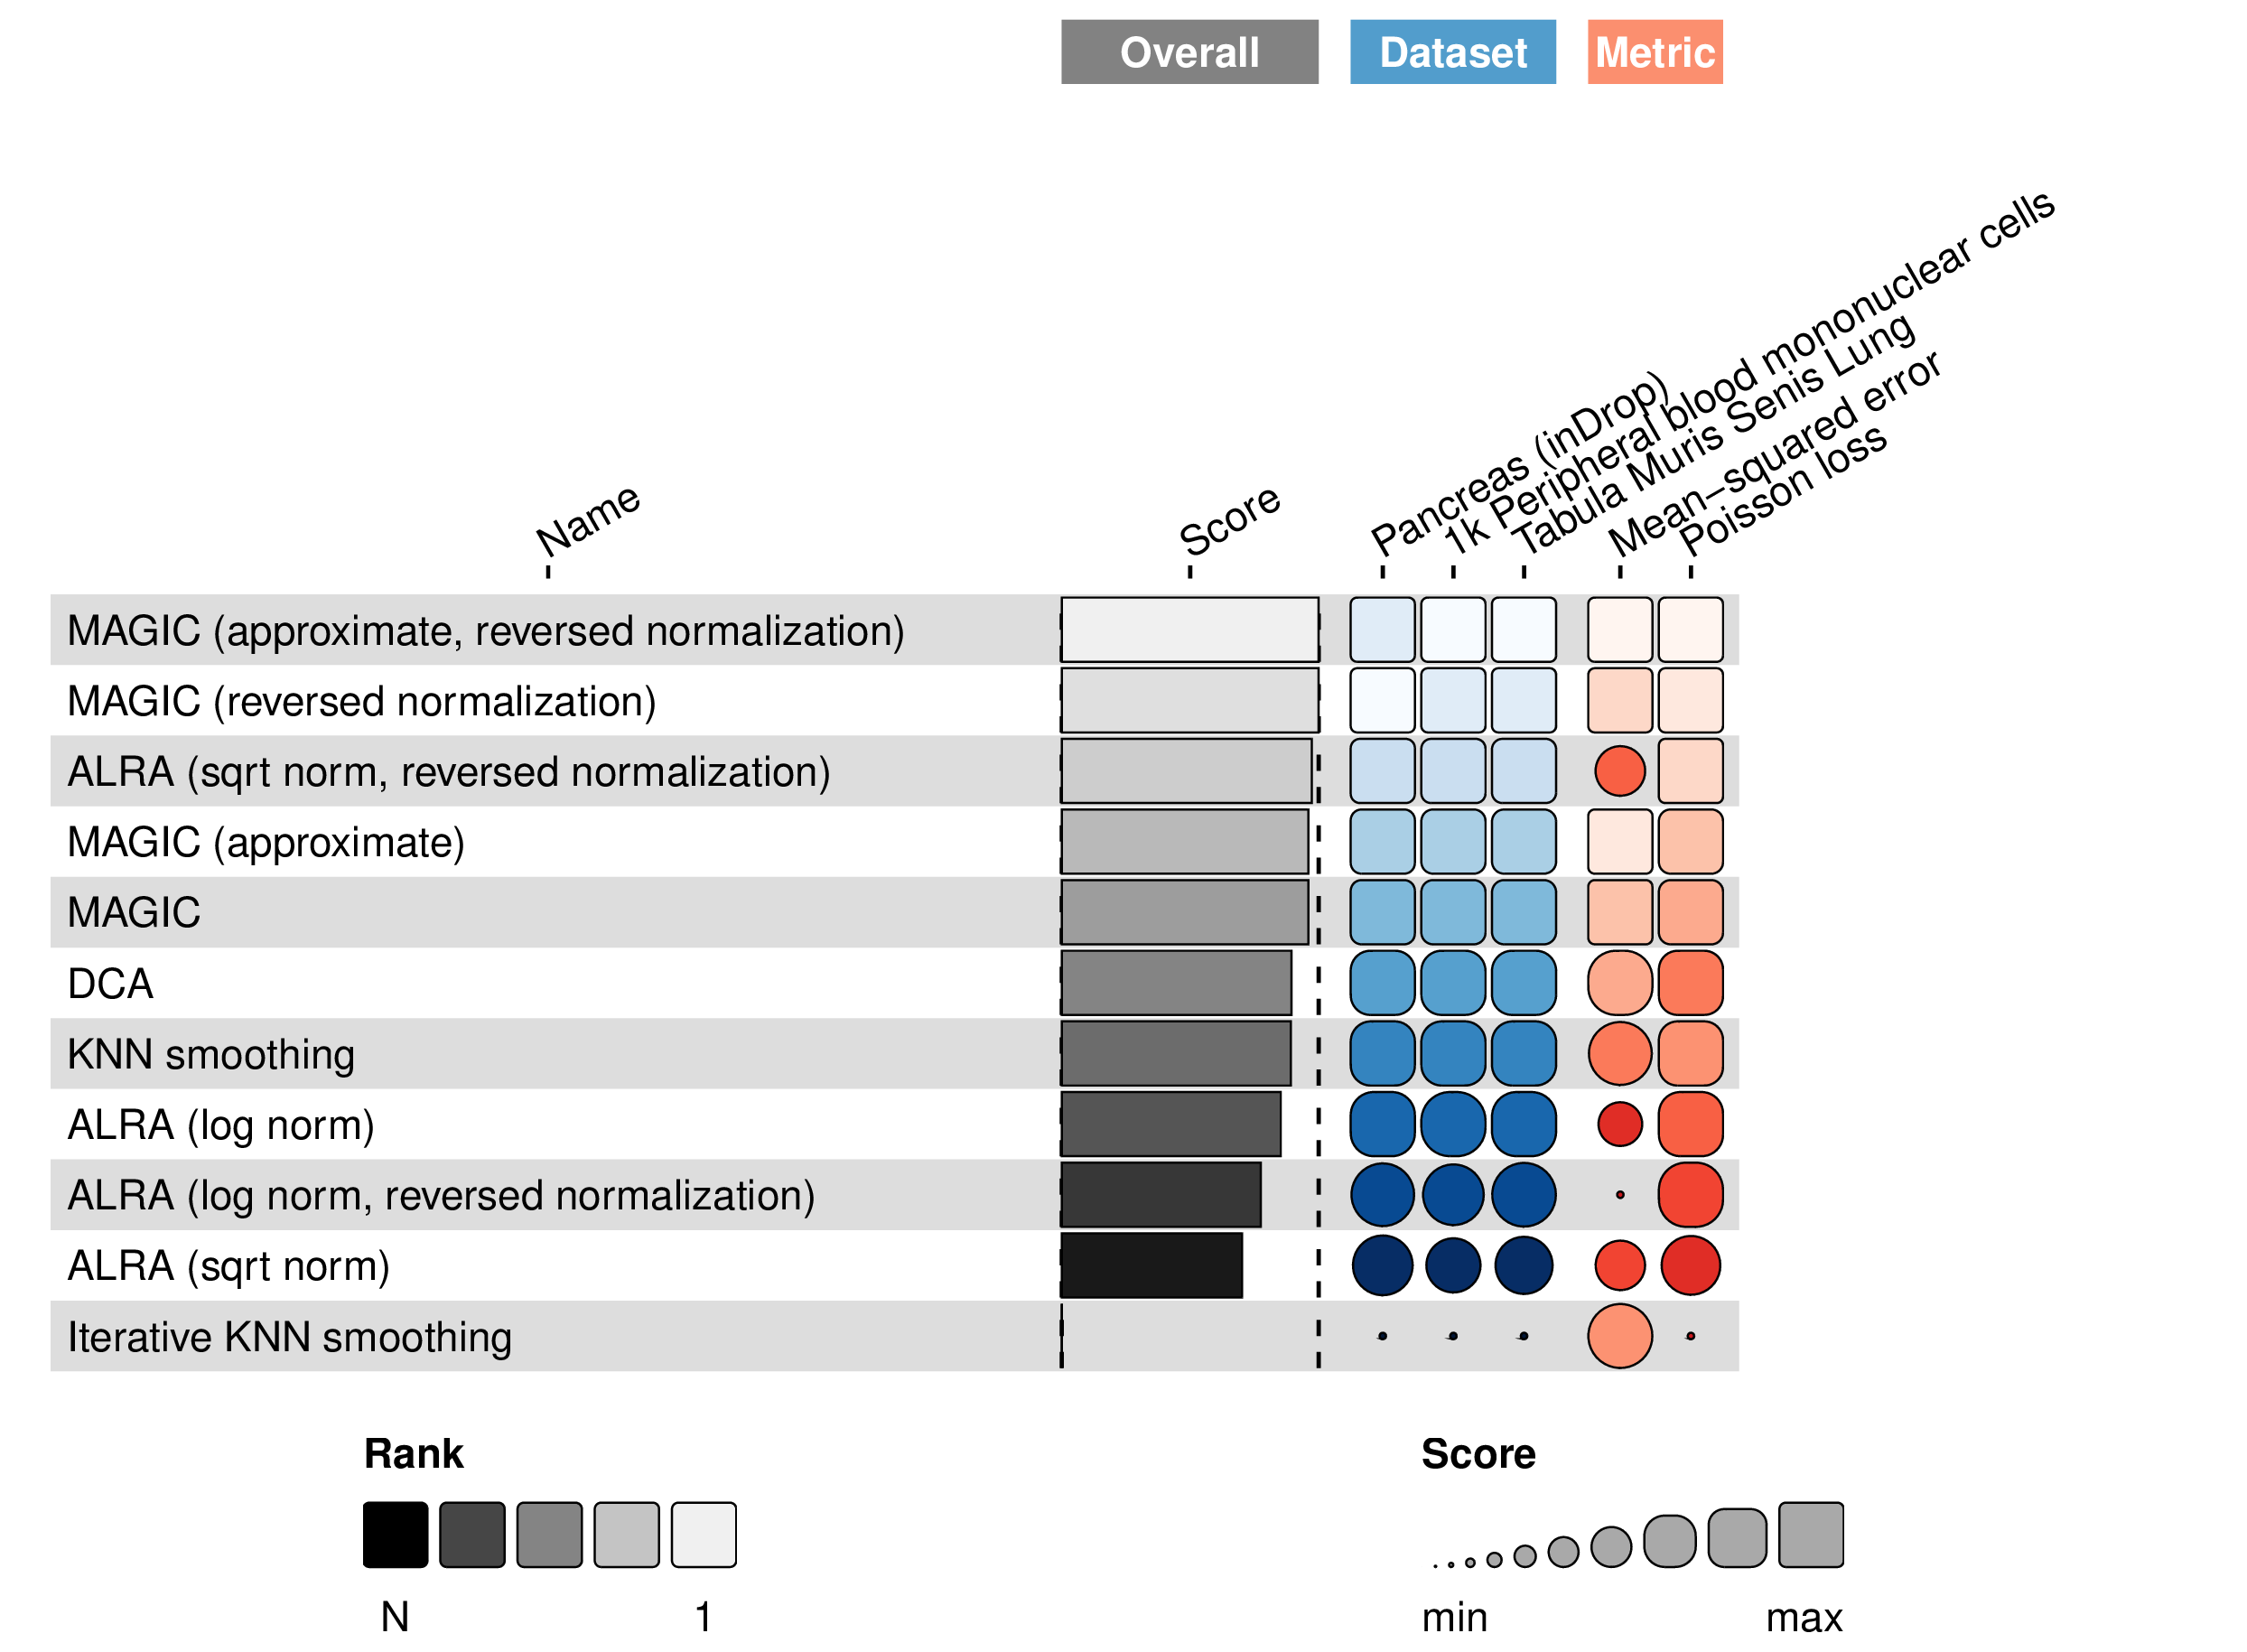 Overall
Dataset
Metric
Name
Score
Pancreas (inDrop)
1k Peripheral blood mononuclear cells
Tabula Muris Senis Lung
Mean−squared error
Poisson loss
MAGIC (approximate, reversed normalization)
MAGIC (reversed normalization)
ALRA (sqrt norm, reversed normalization)
MAGIC (approximate)
MAGIC
DCA
KNN smoothing
ALRA (log norm)
ALRA (log norm, reversed normalization)
ALRA (sqrt norm)
Iterative KNN smoothing
Rank
N
1
Score
min
max